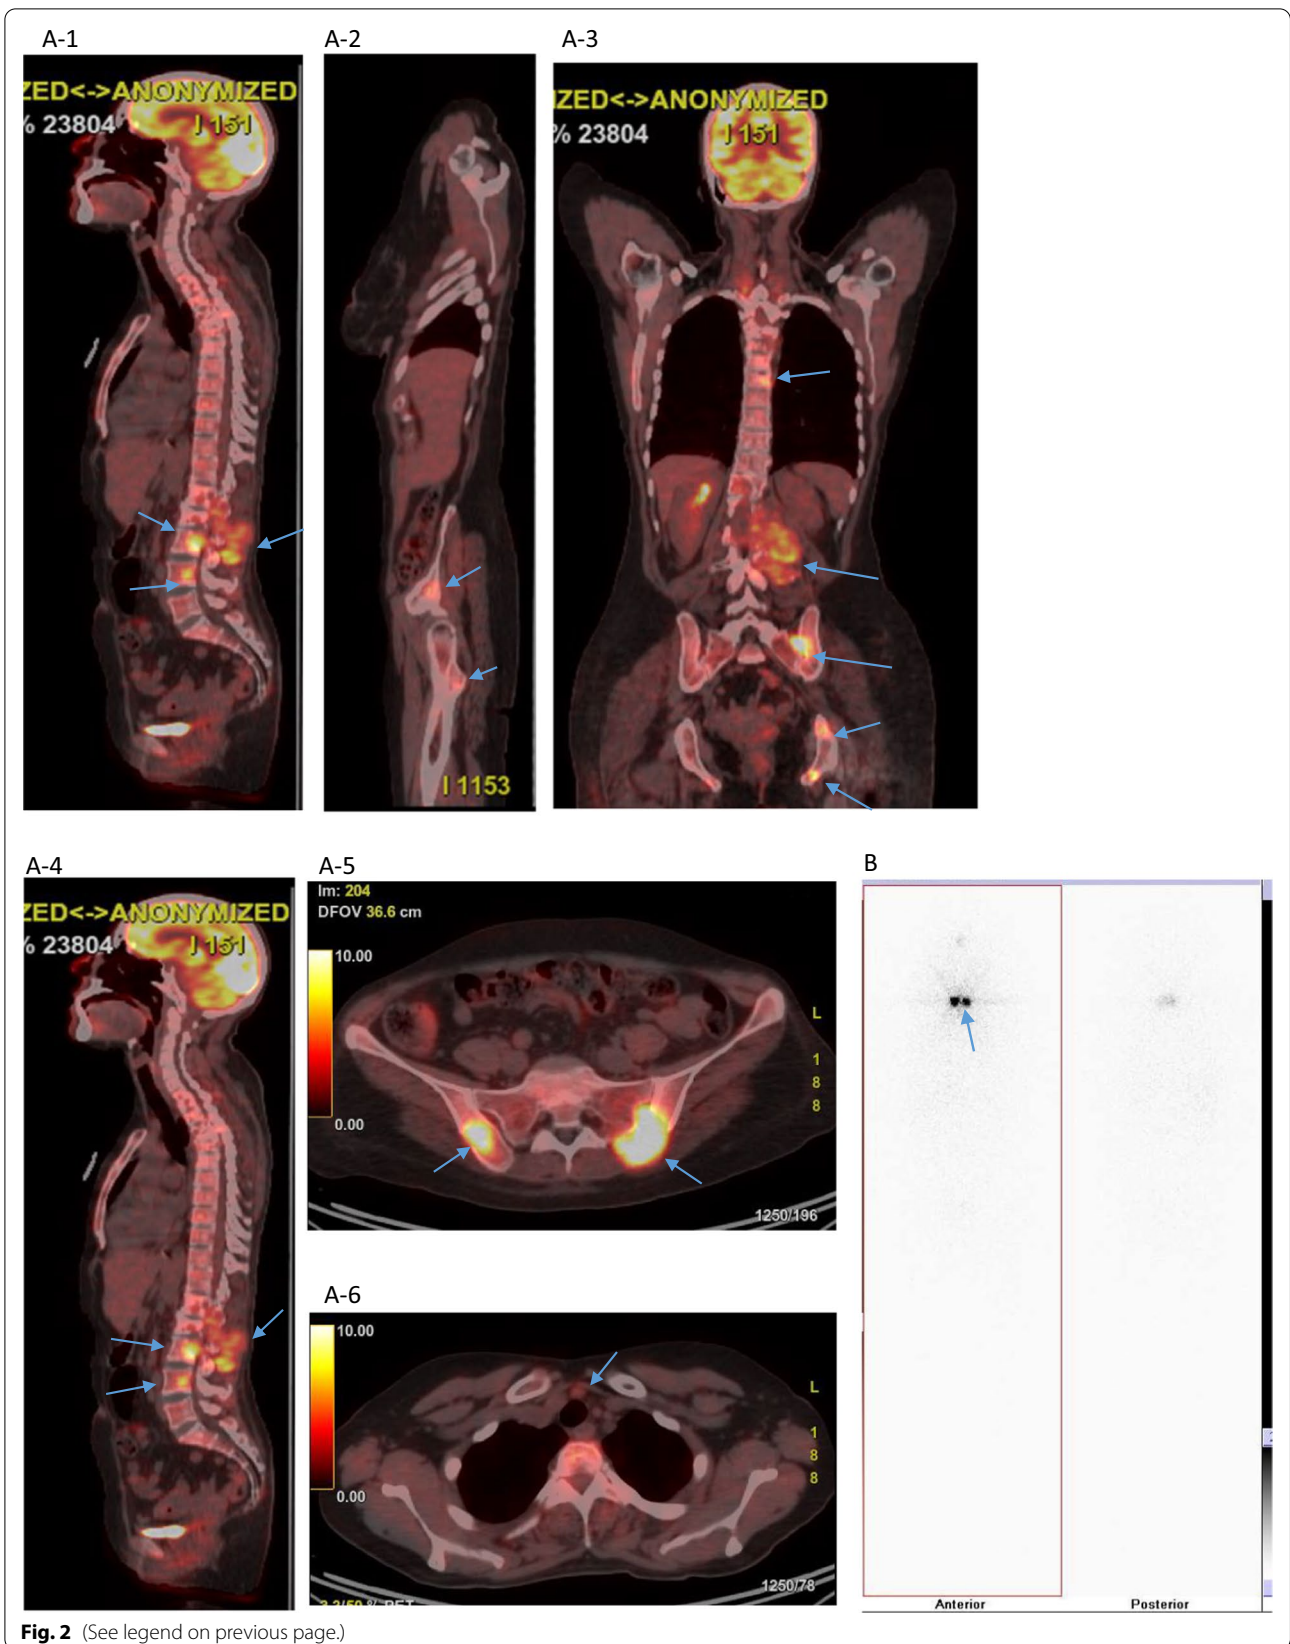 A-1
A-2
A-3
ZED<->ANONYMIZED
% 23804
I 151
I 1153
IZED<->ANONYMIZED
% 23804
I 151
A-4
A-5
B
ZED<->ANONYMIZED
% 23804
I 151
Im: 204
DFOV 36.6 cm
10.00
0.00
L
1
8
8
1250/196
A-6
10.00
0.00
L
1
8
8
1250/78
Anterior
Posterior
Fig. 2 (See legend on previous page.)